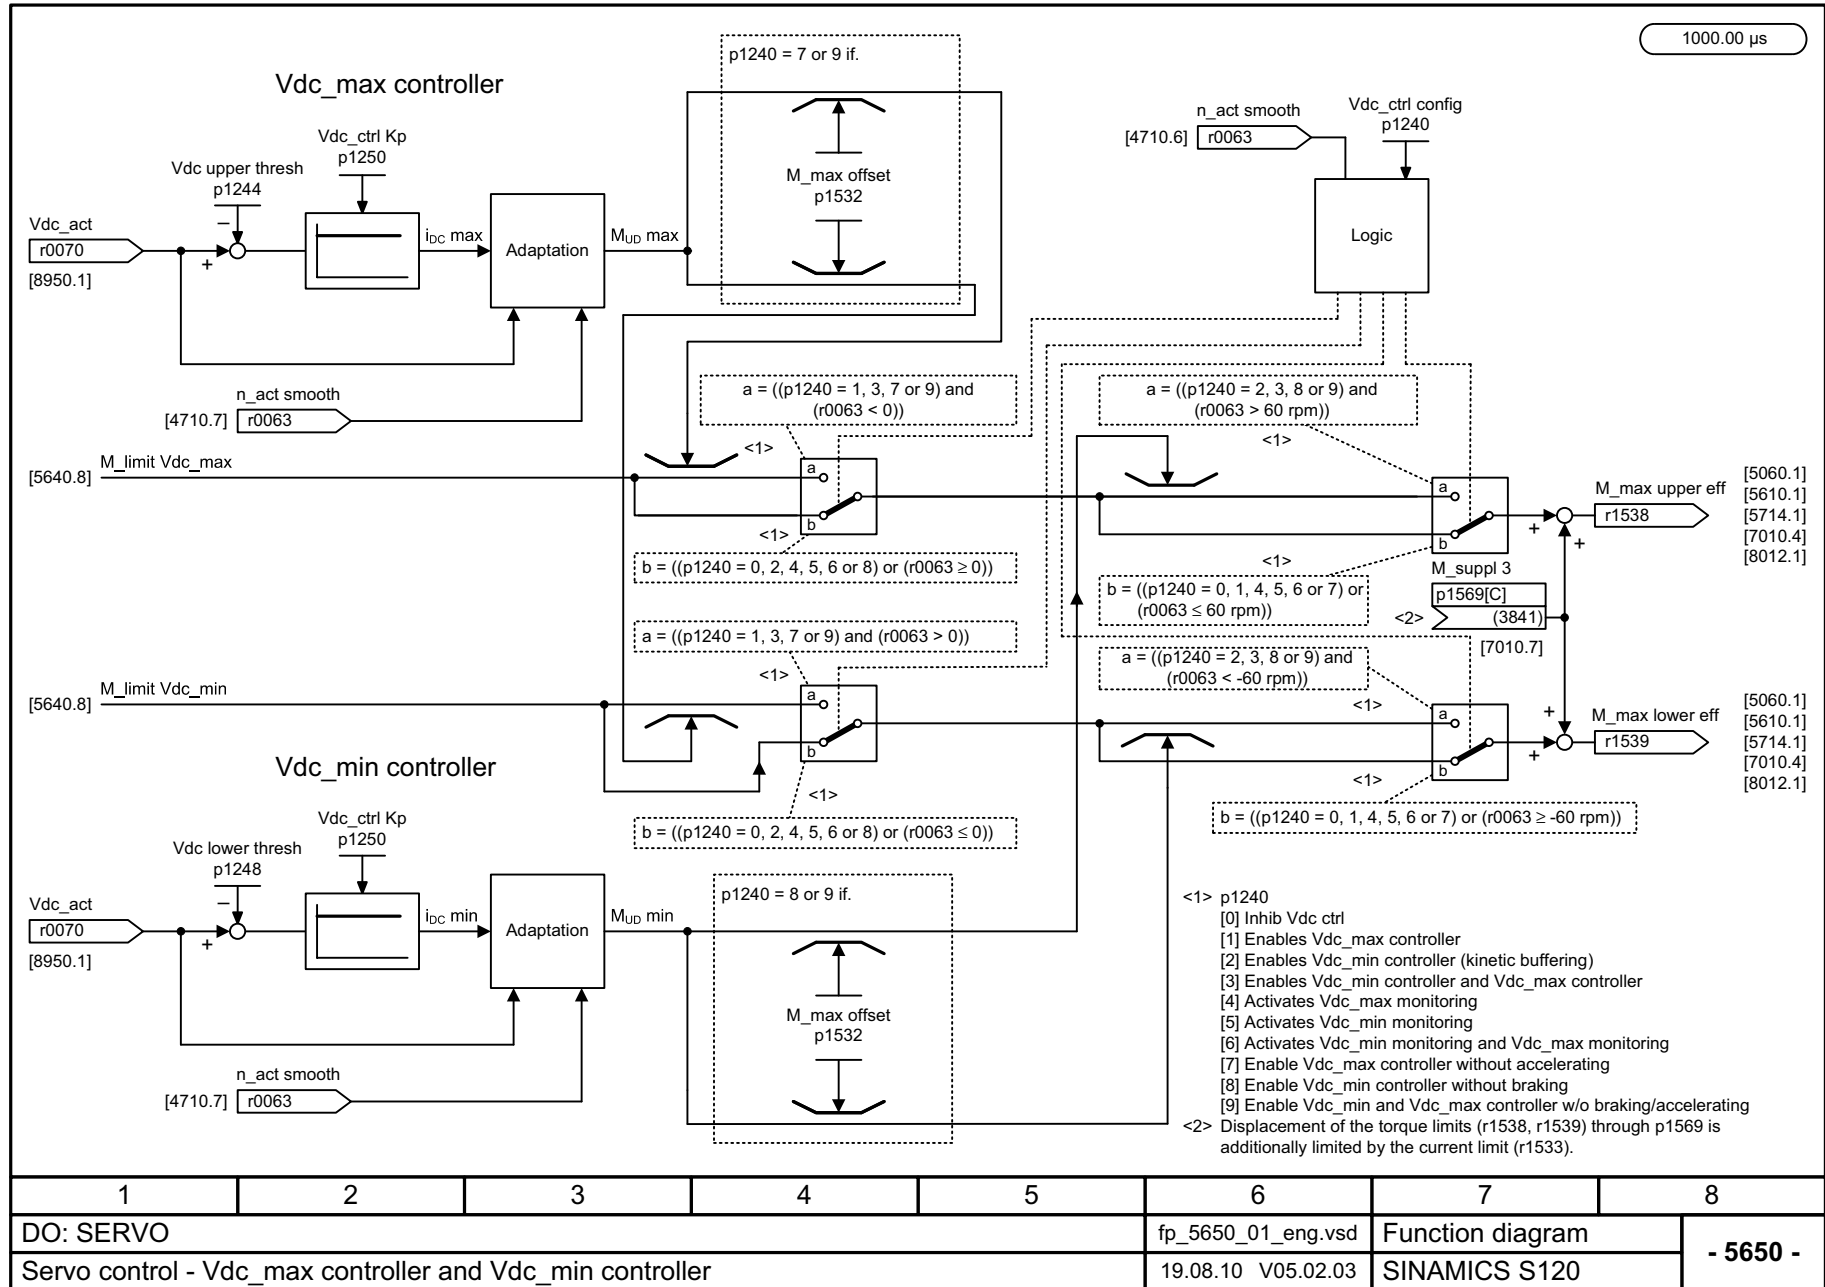 1000.00 µs
p1240 = 7 or 9 if.
Vdc_max controller
Vdc_ctrl Kp
p1250
Vdc upper thresh
p1244
Vdc_act
r0070
[8950.1]
–
+
iDC max
Adaptation
MUD max
M_max offset
p1532
n_act smooth
[4710.7]
r0063
n_act smooth
[4710.6]
r0063
Vdc_ctrl config
p1240
Logic
a = ((p1240 = 1, 3, 7 or 9) and
(r0063 < 0))
<1>
a = ((p1240 = 2, 3, 8 or 9) and
(r0063 > 60 rpm))
<1>
[5640.8]
M_limit Vdc_max
a
b
<1>
b = ((p1240 = 0, 2, 4, 5, 6 or 8) or (r0063 ≥ 0))
a
b
<1>
b = ((p1240 = 0, 1, 4, 5, 6 or 7) or
(r0063 ≤ 60 rpm))
+
+
M_max upper eff
r1538
[5060.1]
[5610.1]
[5714.1]
[7010.4]
[8012.1]
M_suppl 3
p1569[C]
<2>
(3841)
[7010.7]
a = ((p1240 = 1, 3, 7 or 9) and (r0063 > 0))
<1>
a = ((p1240 = 2, 3, 8 or 9) and
(r0063 < -60 rpm))
<1>
[5640.8]
M_limit Vdc_min
a
b
<1>
b = ((p1240 = 0, 2, 4, 5, 6 or 8) or (r0063 ≤ 0))
a
b
<1>
b = ((p1240 = 0, 1, 4, 5, 6 or 7) or (r0063 ≥ -60 rpm))
+
+
M_max lower eff
r1539
[5060.1]
[5610.1]
[5714.1]
[7010.4]
[8012.1]
Vdc_min controller
Vdc_ctrl Kp
p1250
Vdc lower thresh
p1248
Vdc_act
r0070
[8950.1]
–
+
iDC min
Adaptation
MUD min
p1240 = 8 or 9 if.
M_max offset
p1532
n_act smooth
[4710.7]
r0063
<1> p1240
[0] Inhib Vdc ctrl
[1] Enables Vdc_max controller
[2] Enables Vdc_min controller (kinetic buffering)
[3] Enables Vdc_min controller and Vdc_max controller
[4] Activates Vdc_max monitoring
[5] Activates Vdc_min monitoring
[6] Activates Vdc_min monitoring and Vdc_max monitoring
[7] Enable Vdc_max controller without accelerating
[8] Enable Vdc_min controller without braking
[9] Enable Vdc_min and Vdc_max controller w/o braking/accelerating
<2> Displacement of the torque limits (r1538, r1539) through p1569 is
additionally limited by the current limit (r1533).
1 2 3 4 5 6 7 8
DO: SERVO
fp_5650_01_eng.vsd
Function diagram
- 5650 -
Servo control - Vdc_max controller and Vdc_min controller
19.08.10 V05.02.03
SINAMICS S120